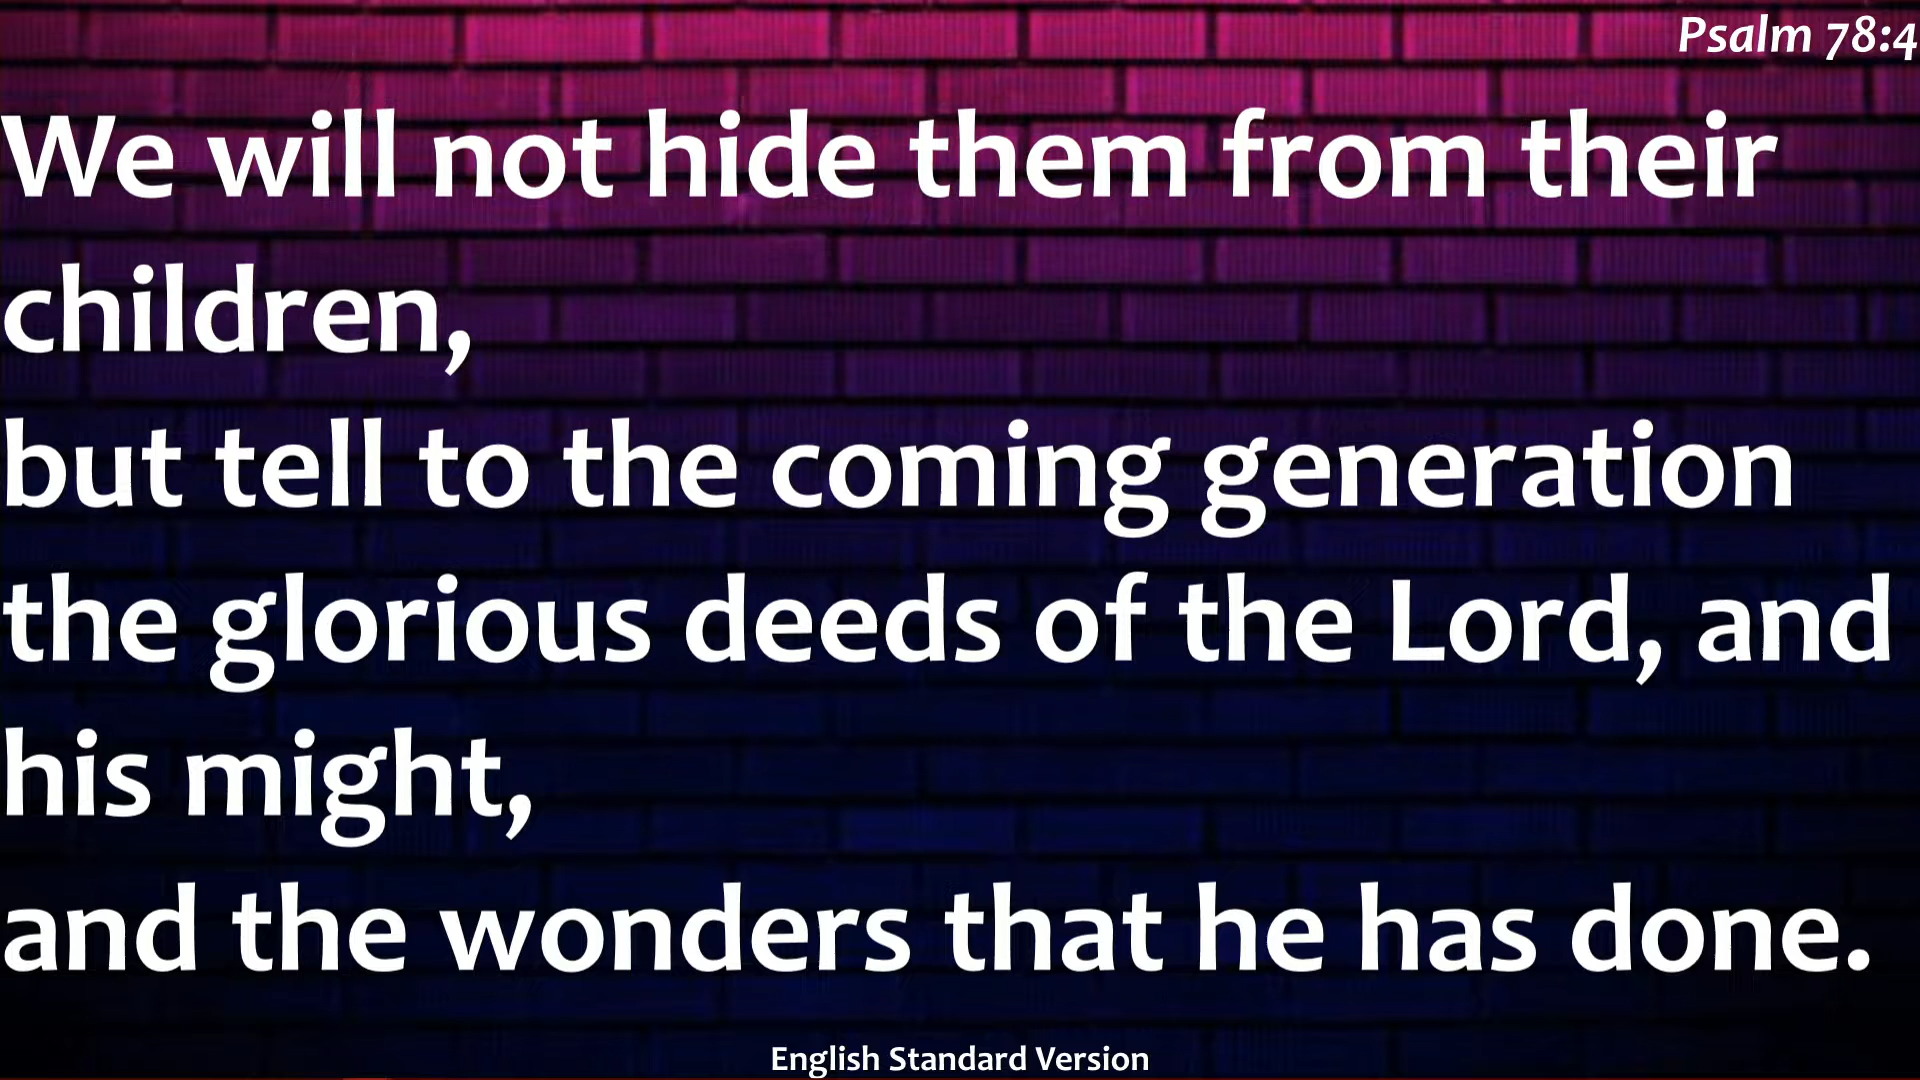 Psalm 78:4
We will not hide them from their
children,
but tell to the coming generation
the glorious deeds of the Lord, and
his might,
and the wonders that he has done.
English Standard Version